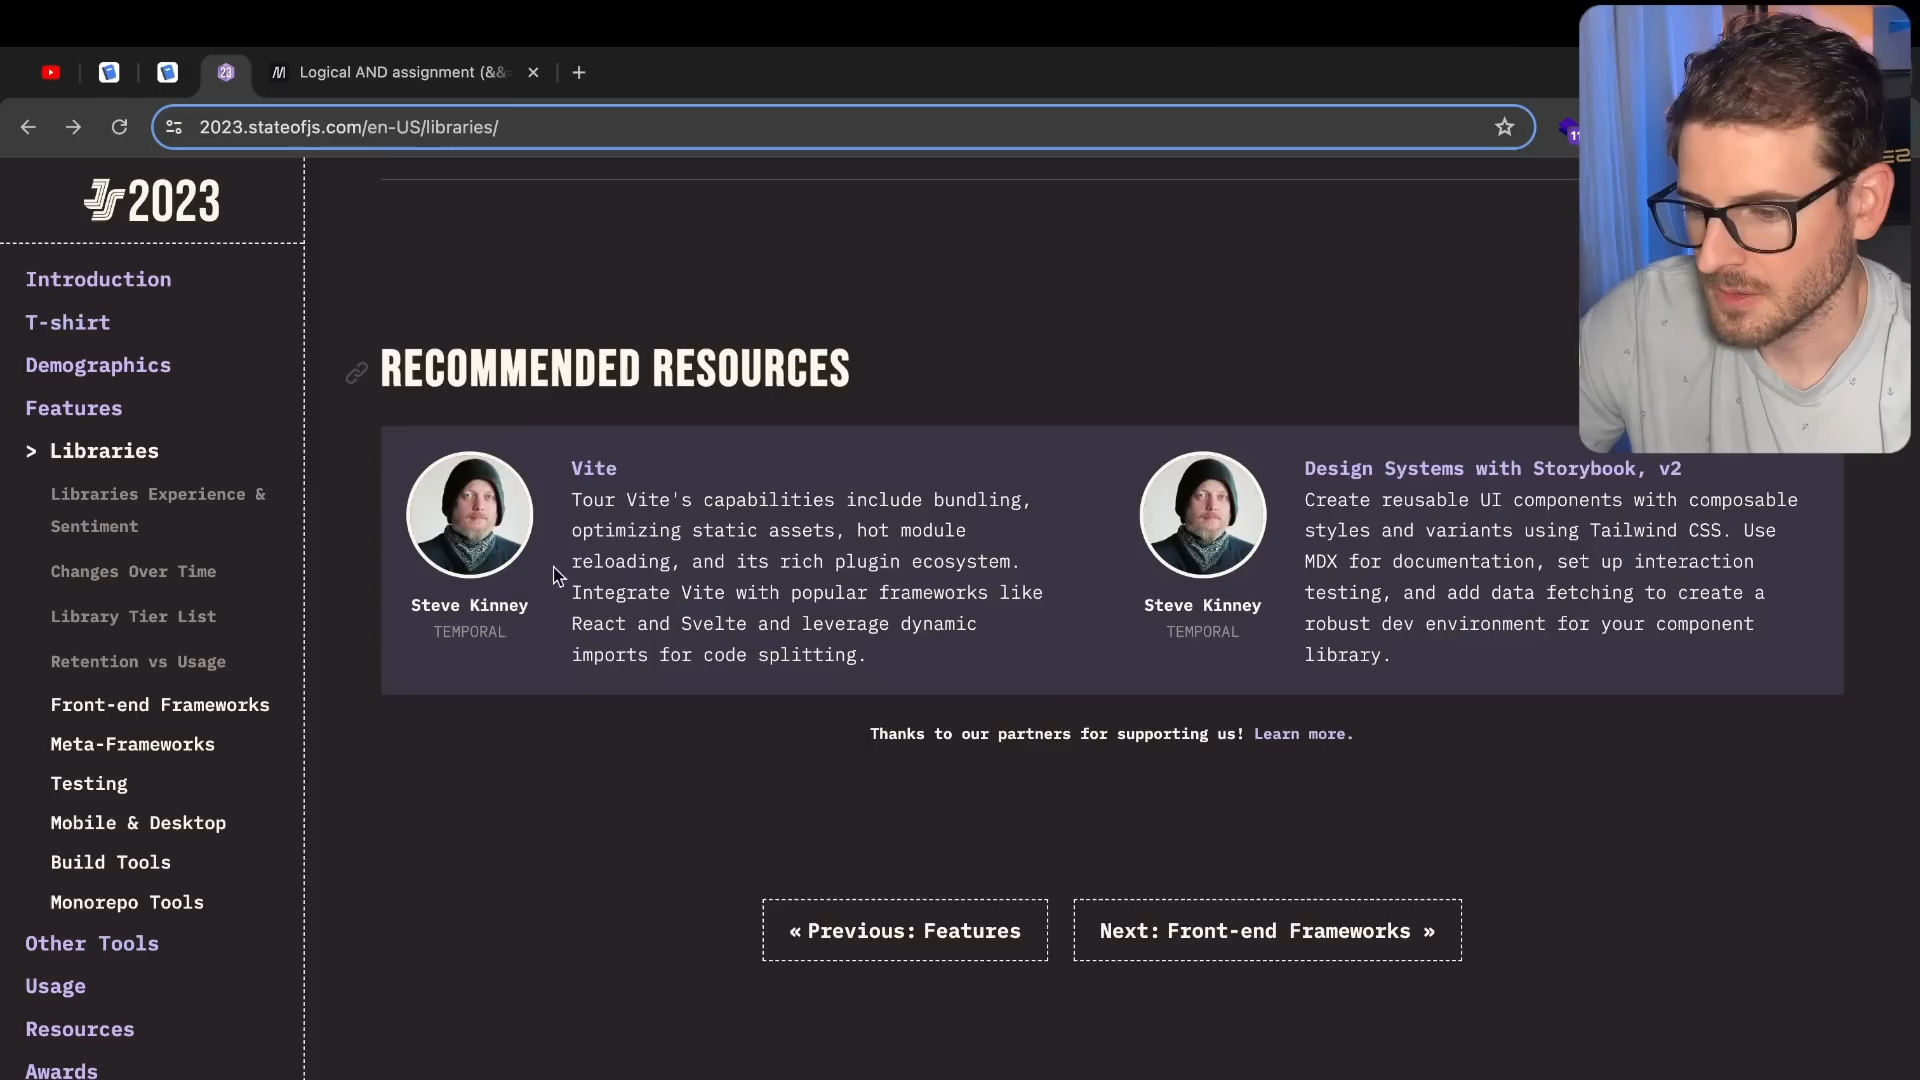 23
Logical AND assignment (&&=
2023.stateofjs.com/en-US/libraries/
11
JS 2023
Introduction
T-shirt
Demographics
Features
> Libraries
Libraries Experience &
Sentiment
Changes Over Time
Library Tier List
Retention vs Usage
Front-end Frameworks
Meta-Frameworks
Testing
Mobile & Desktop
Build Tools
Monorepo Tools
Other Tools
Usage
Resources
Awards
RECOMMENDED RESOURCES
Steve Kinney
TEMPORAL
Vite
Tour Vite's capabilities include bundling,
optimizing static assets, hot module
reloading, and its rich plugin ecosystem.
Integrate Vite with popular frameworks like
React and Svelte and leverage dynamic
imports for code splitting.
Steve Kinney
TEMPORAL
Design Systems with Storybook, v2
Create reusable UI components with composable
styles and variants using Tailwind CSS. Use
MDX for documentation, set up interaction
testing, and add data fetching to create a
robust dev environment for your component
library.
Thanks to our partners for supporting us! Learn more.
« Previous: Features
Next: Front-end Frameworks »